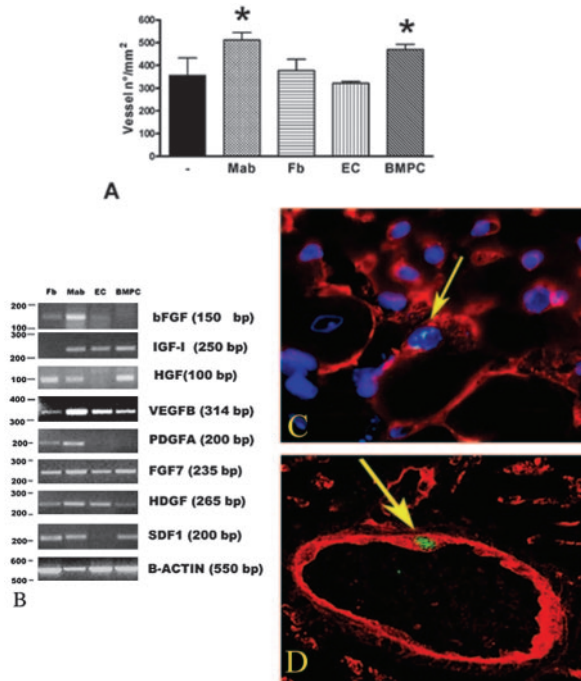 *
*
Vessel n°/mm²
600
500
400
300
200
100
0
-
Mab
Fb
EC
BMPC
A
Fb Mab EC BMPC
200
100
bFGF (150 bp)
300
200
IGF-I (250 bp)
100
HGF(100 bp)
400
300
VEGFB (314 bp)
200
PDGFA (200 bp)
300
200
FGF7 (235 bp)
300
200
HDGF (265 bp)
200
SDF1 (200 bp)
600
500
B-ACTIN (550 bp)
B
C
D